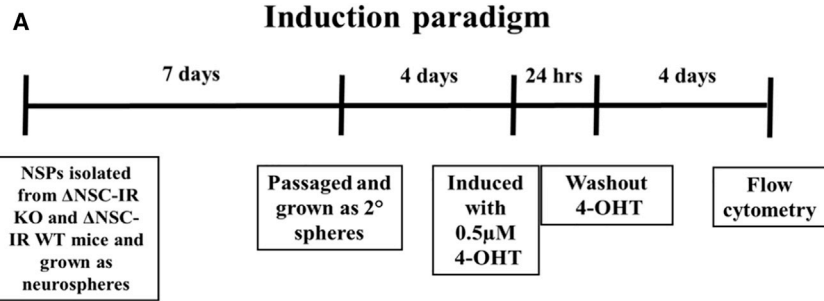 A
Induction paradigm
7 days
4 days
24 hrs
4 days
NSPs isolated
from ΔNSC-IR
KO and ΔNSC-
IR WT mice and
grown as
neurospheres
Passaged and
grown as 2°
spheres
Induced
with
0.5μM
4-OHT
Washout
4-OHT
Flow
cytometry